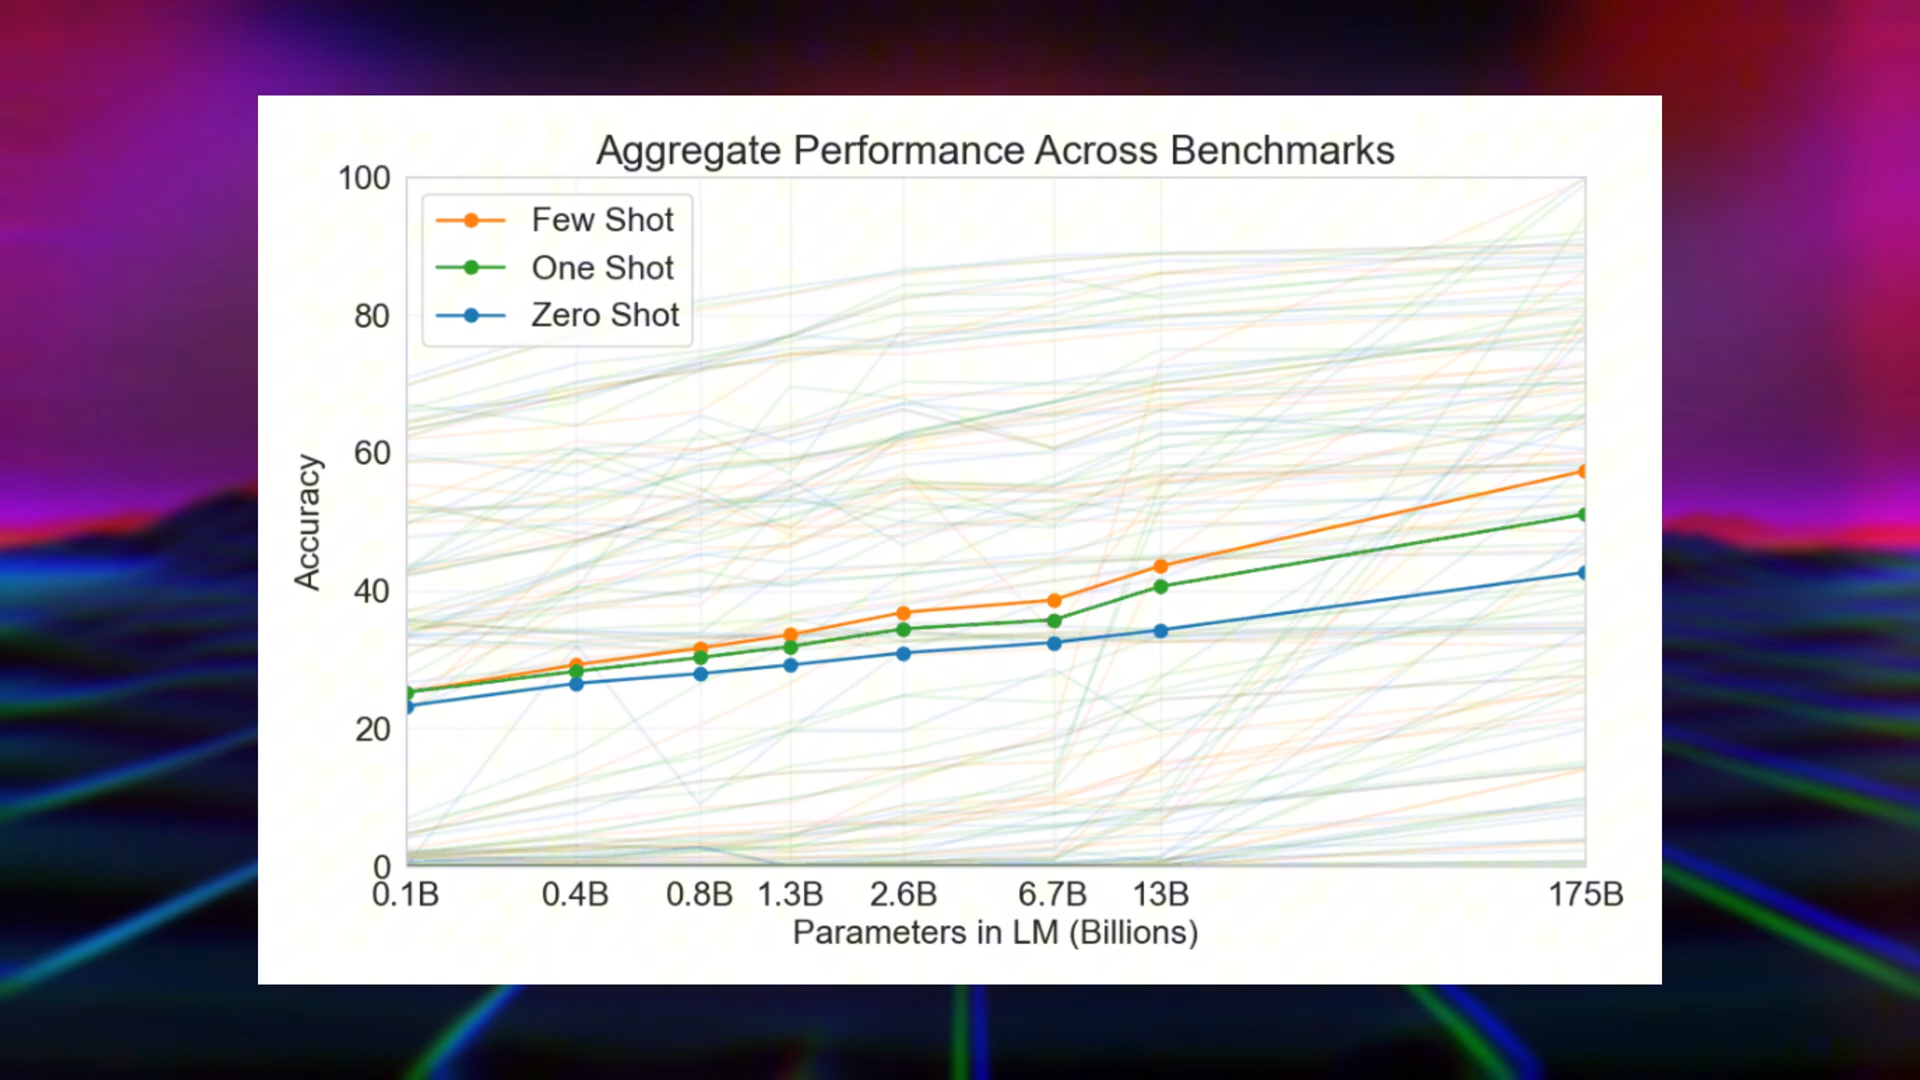 Aggregate Performance Across Benchmarks
100
Few Shot
One Shot
Zero Shot
80
60
40
20
0
Accuracy
0.1B 0.4B 0.8B 1.3B 2.6B 6.7B 13B 175B
Parameters in LM (Billions)